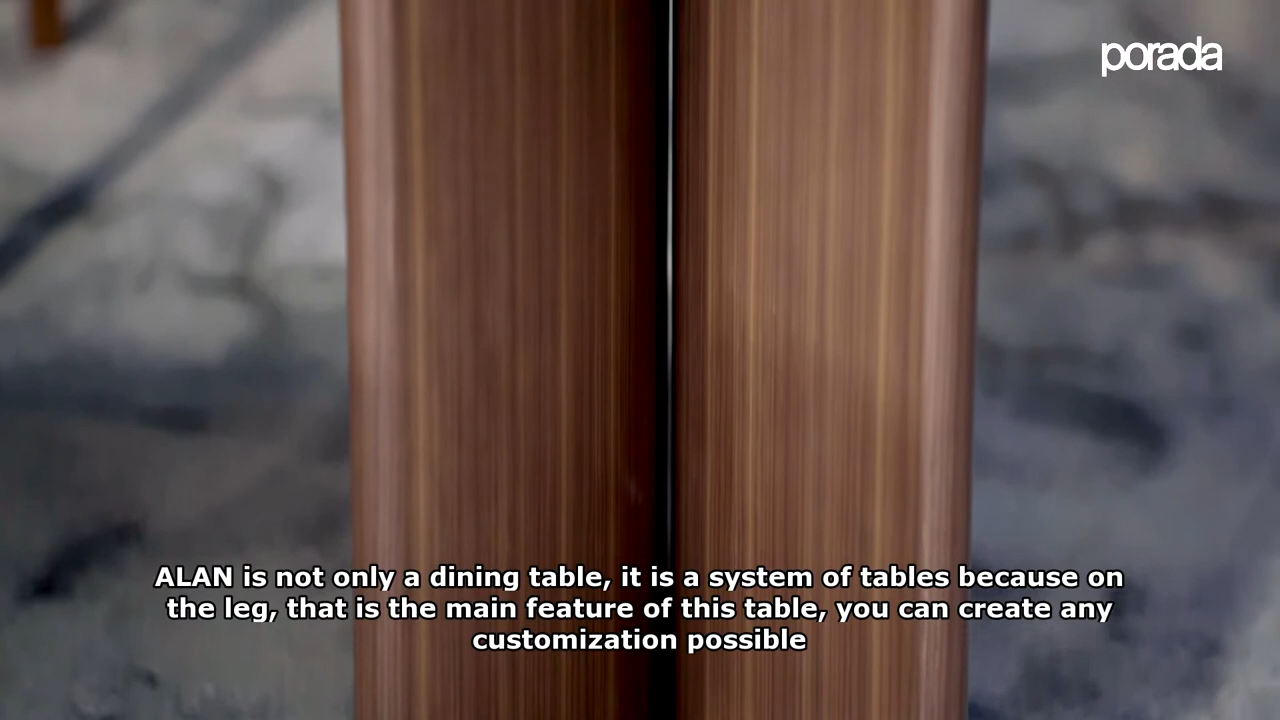 porada
ALAN is not only a dining table, it is a system of tables because on
the leg, that is the main feature of this table, you can create any
customization possible